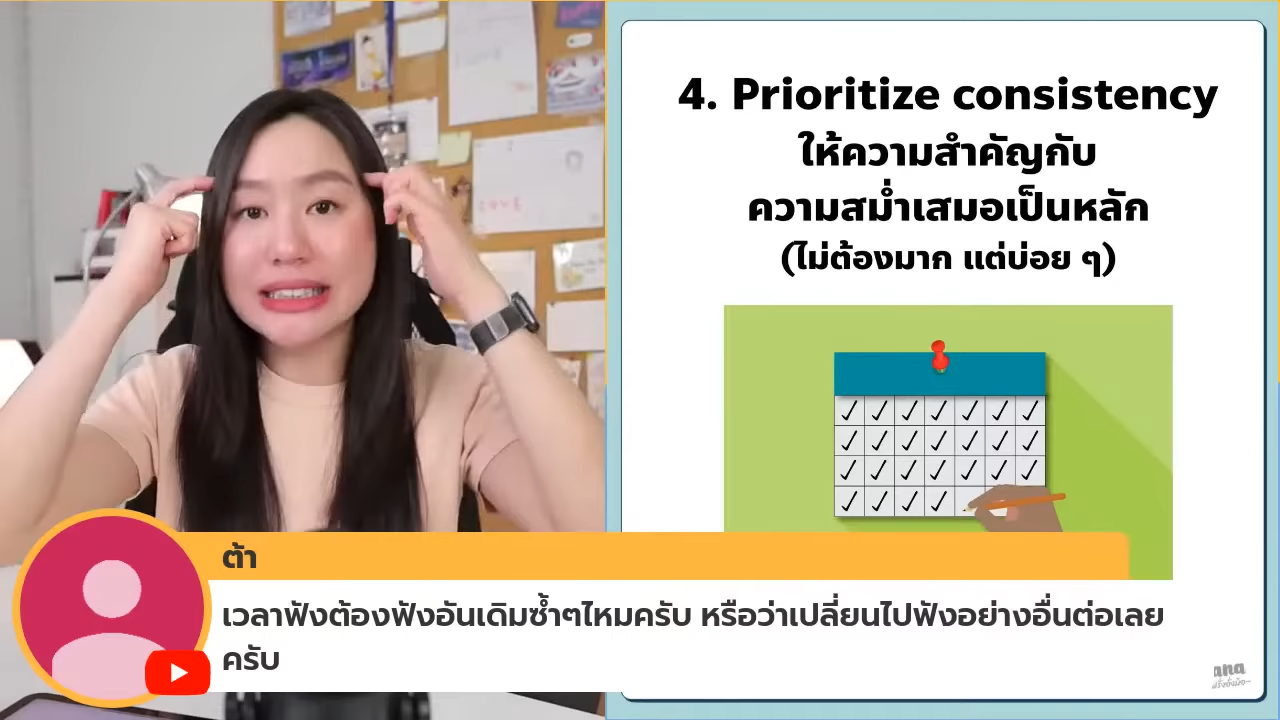 4. Prioritize consistency
ให้ความสำคัญกับ
ความสม่ำเสมอเป็นหลัก
(ไม่ต้องมาก แต่บ่อย ๆ)
ต้า
เวลาฟังต้องฟังอันเดิมซ้ำๆไหมครับ หรือว่าเปลี่ยนไปฟังอย่างอื่นต่อเลย
ครับ